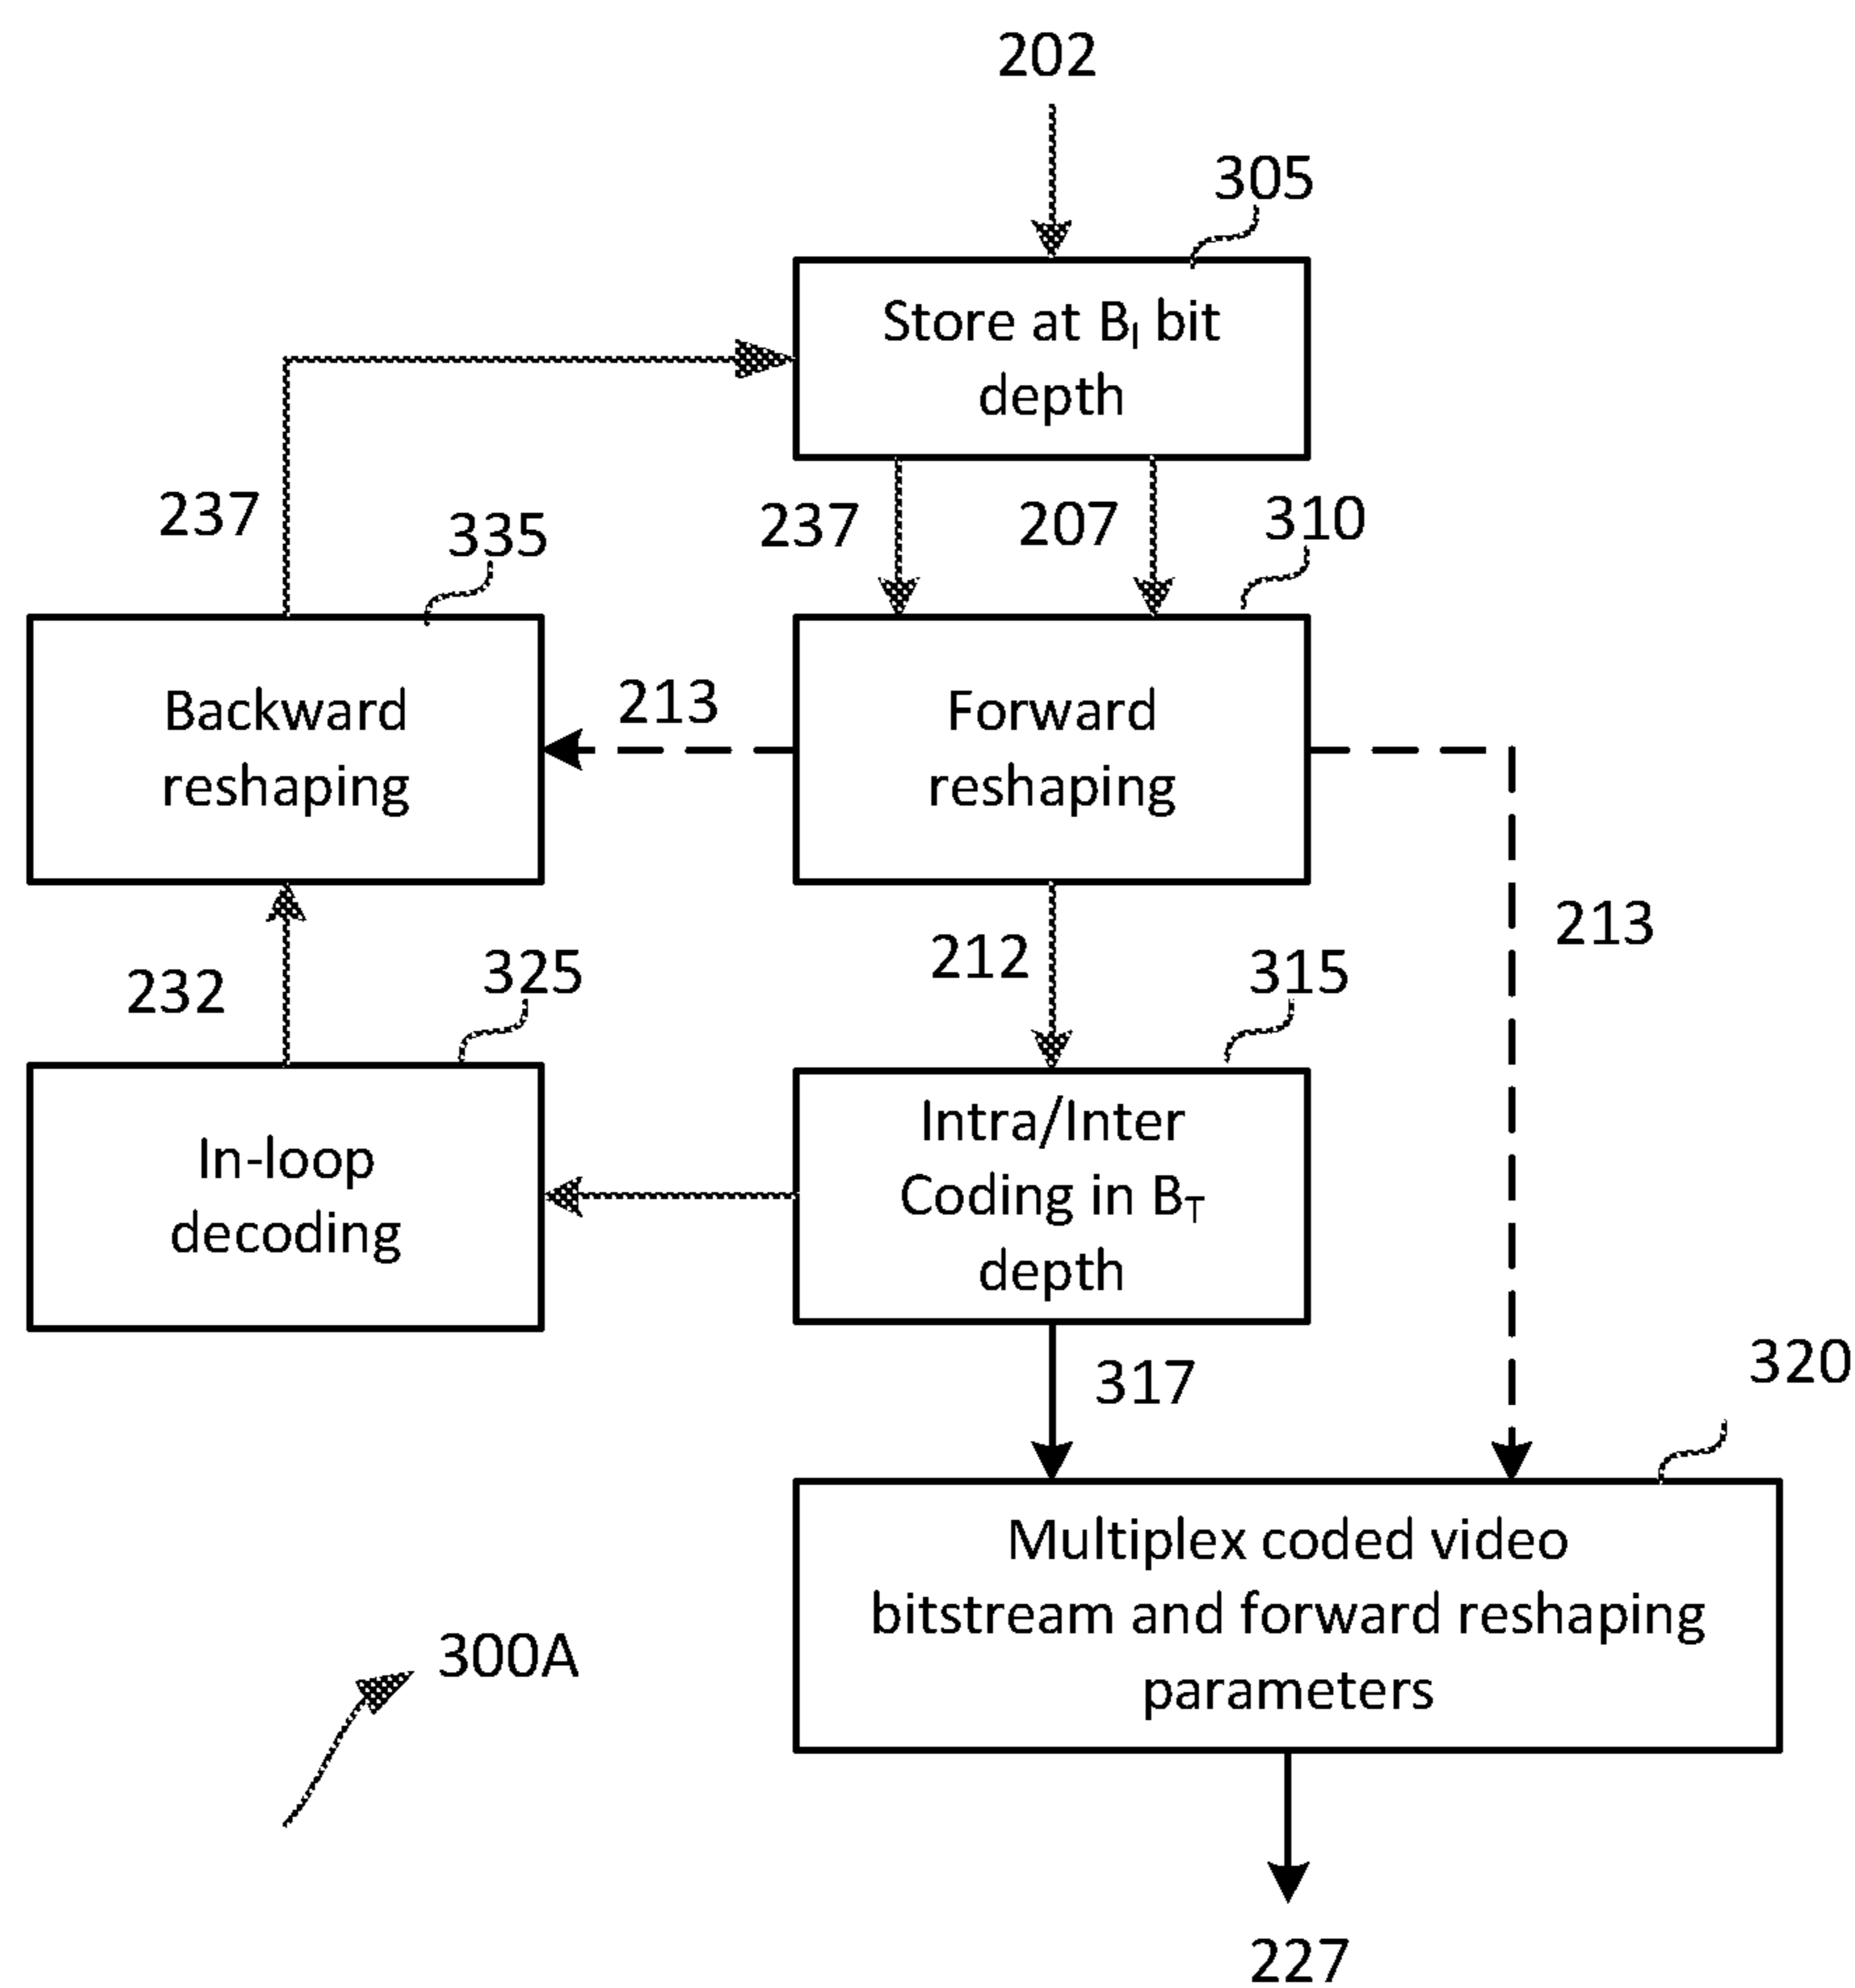 202
305
Store at BI bit
depth
237
335
237
207
310
Backward
reshaping
213
Forward
reshaping
213
232
325
212
315
In-loop
decoding
Intra/Inter
Coding in BT
depth
317
320
Multiplex coded video
bitstream and forward reshaping
parameters
300A
227